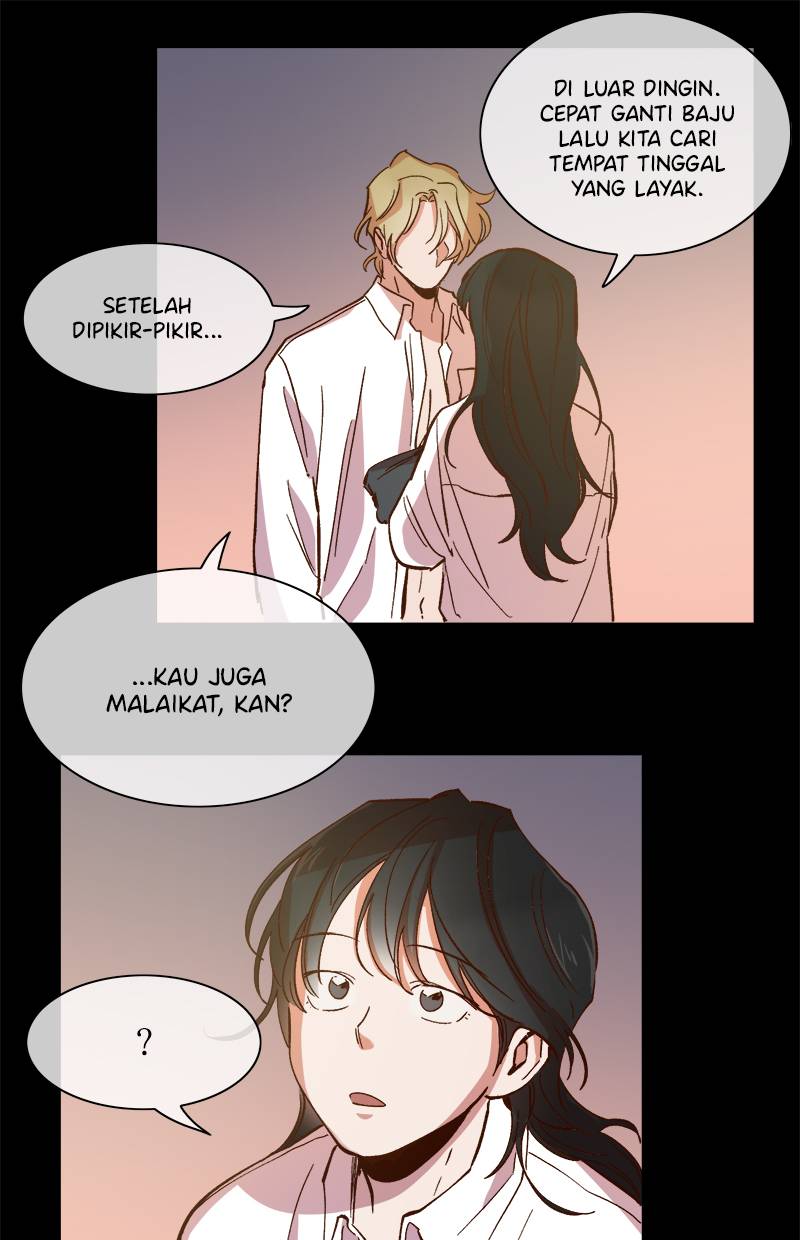 DI LUAR DINGIN.
CEPAT GANTI BAJU
LALU KITA CARI
TEMPAT TINGGAL
YANG LAYAK.
SETELAH
DIPIKIR-PIKIR...
...KAU JUGA
MALAIKAT, KAN?
?